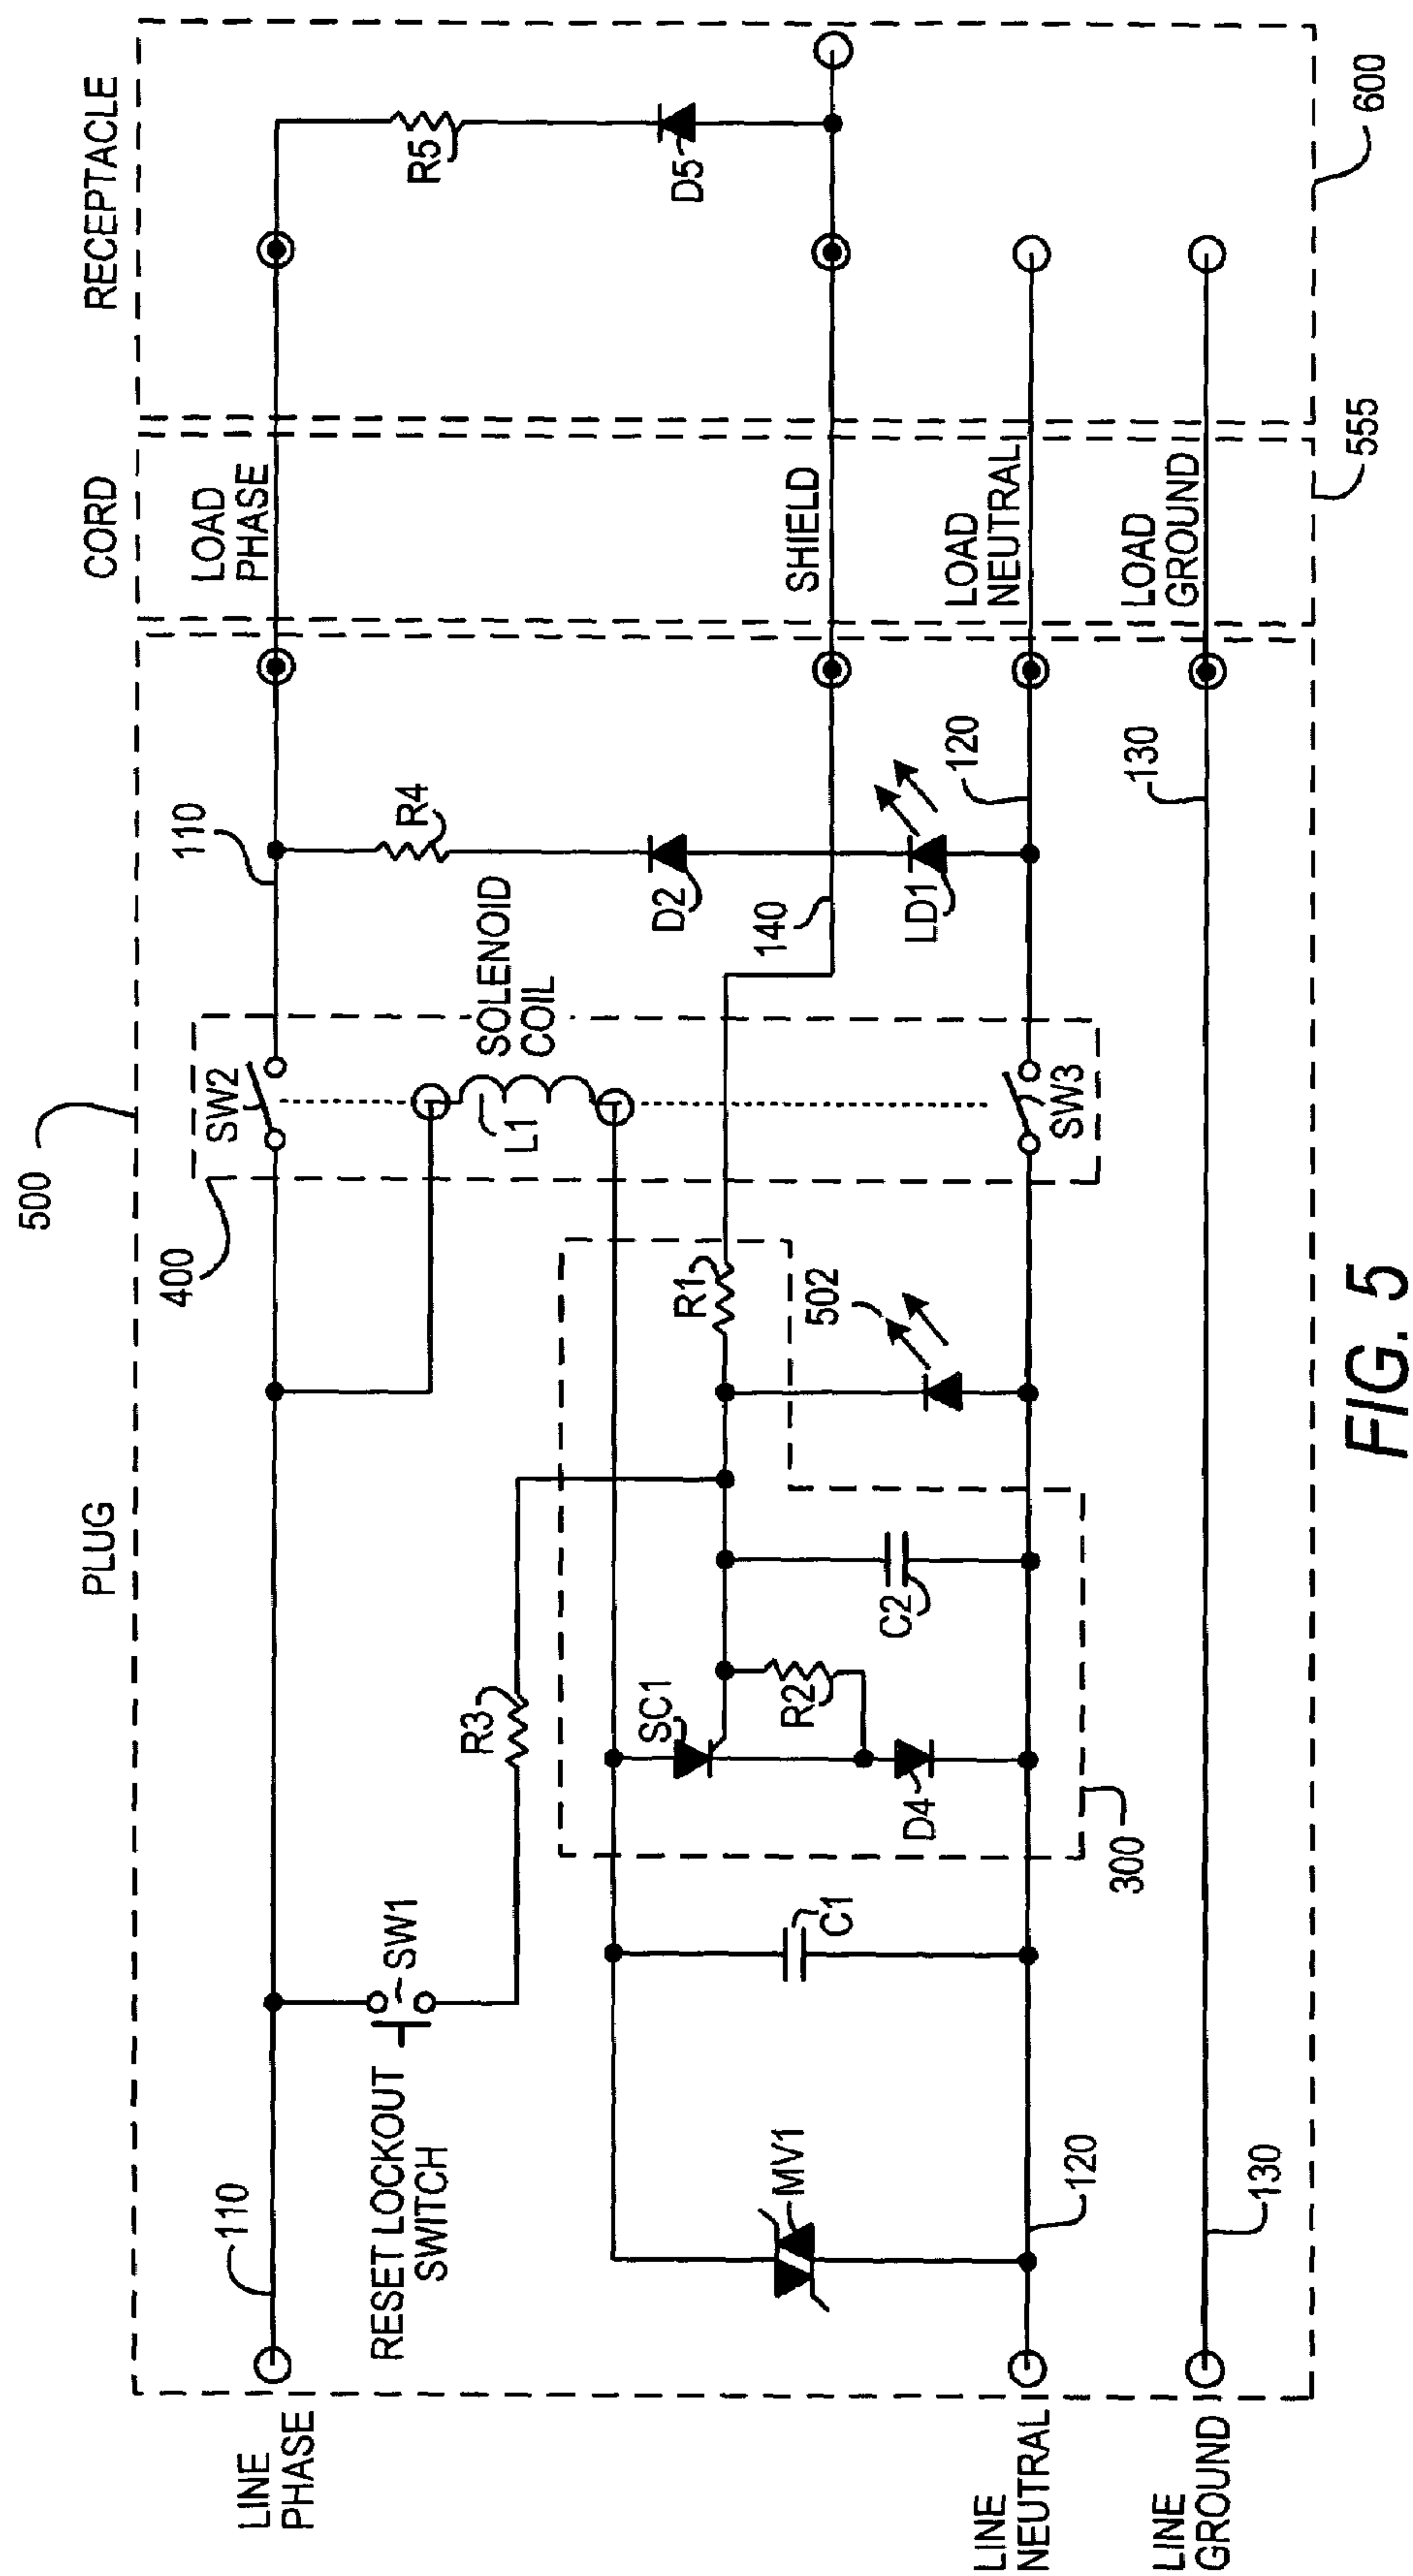 PLUG
CORD
RECEPTACLE
500
LINE
PHASE
110
RESET LOCKOUT
SWITCH
SW1
R3
400
SW2
L1
SOLENOID
COIL
110
R4
D2
140
LD1
120
130
LOAD
PHASE
SHIELD
LOAD
NEUTRAL
LOAD
GROUND
R5
D5
MV1
C1
SC1
R2
D4
C2
R1
502
SW3
300
120
130
LINE
NEUTRAL
LINE
GROUND
555
600
FIG. 5